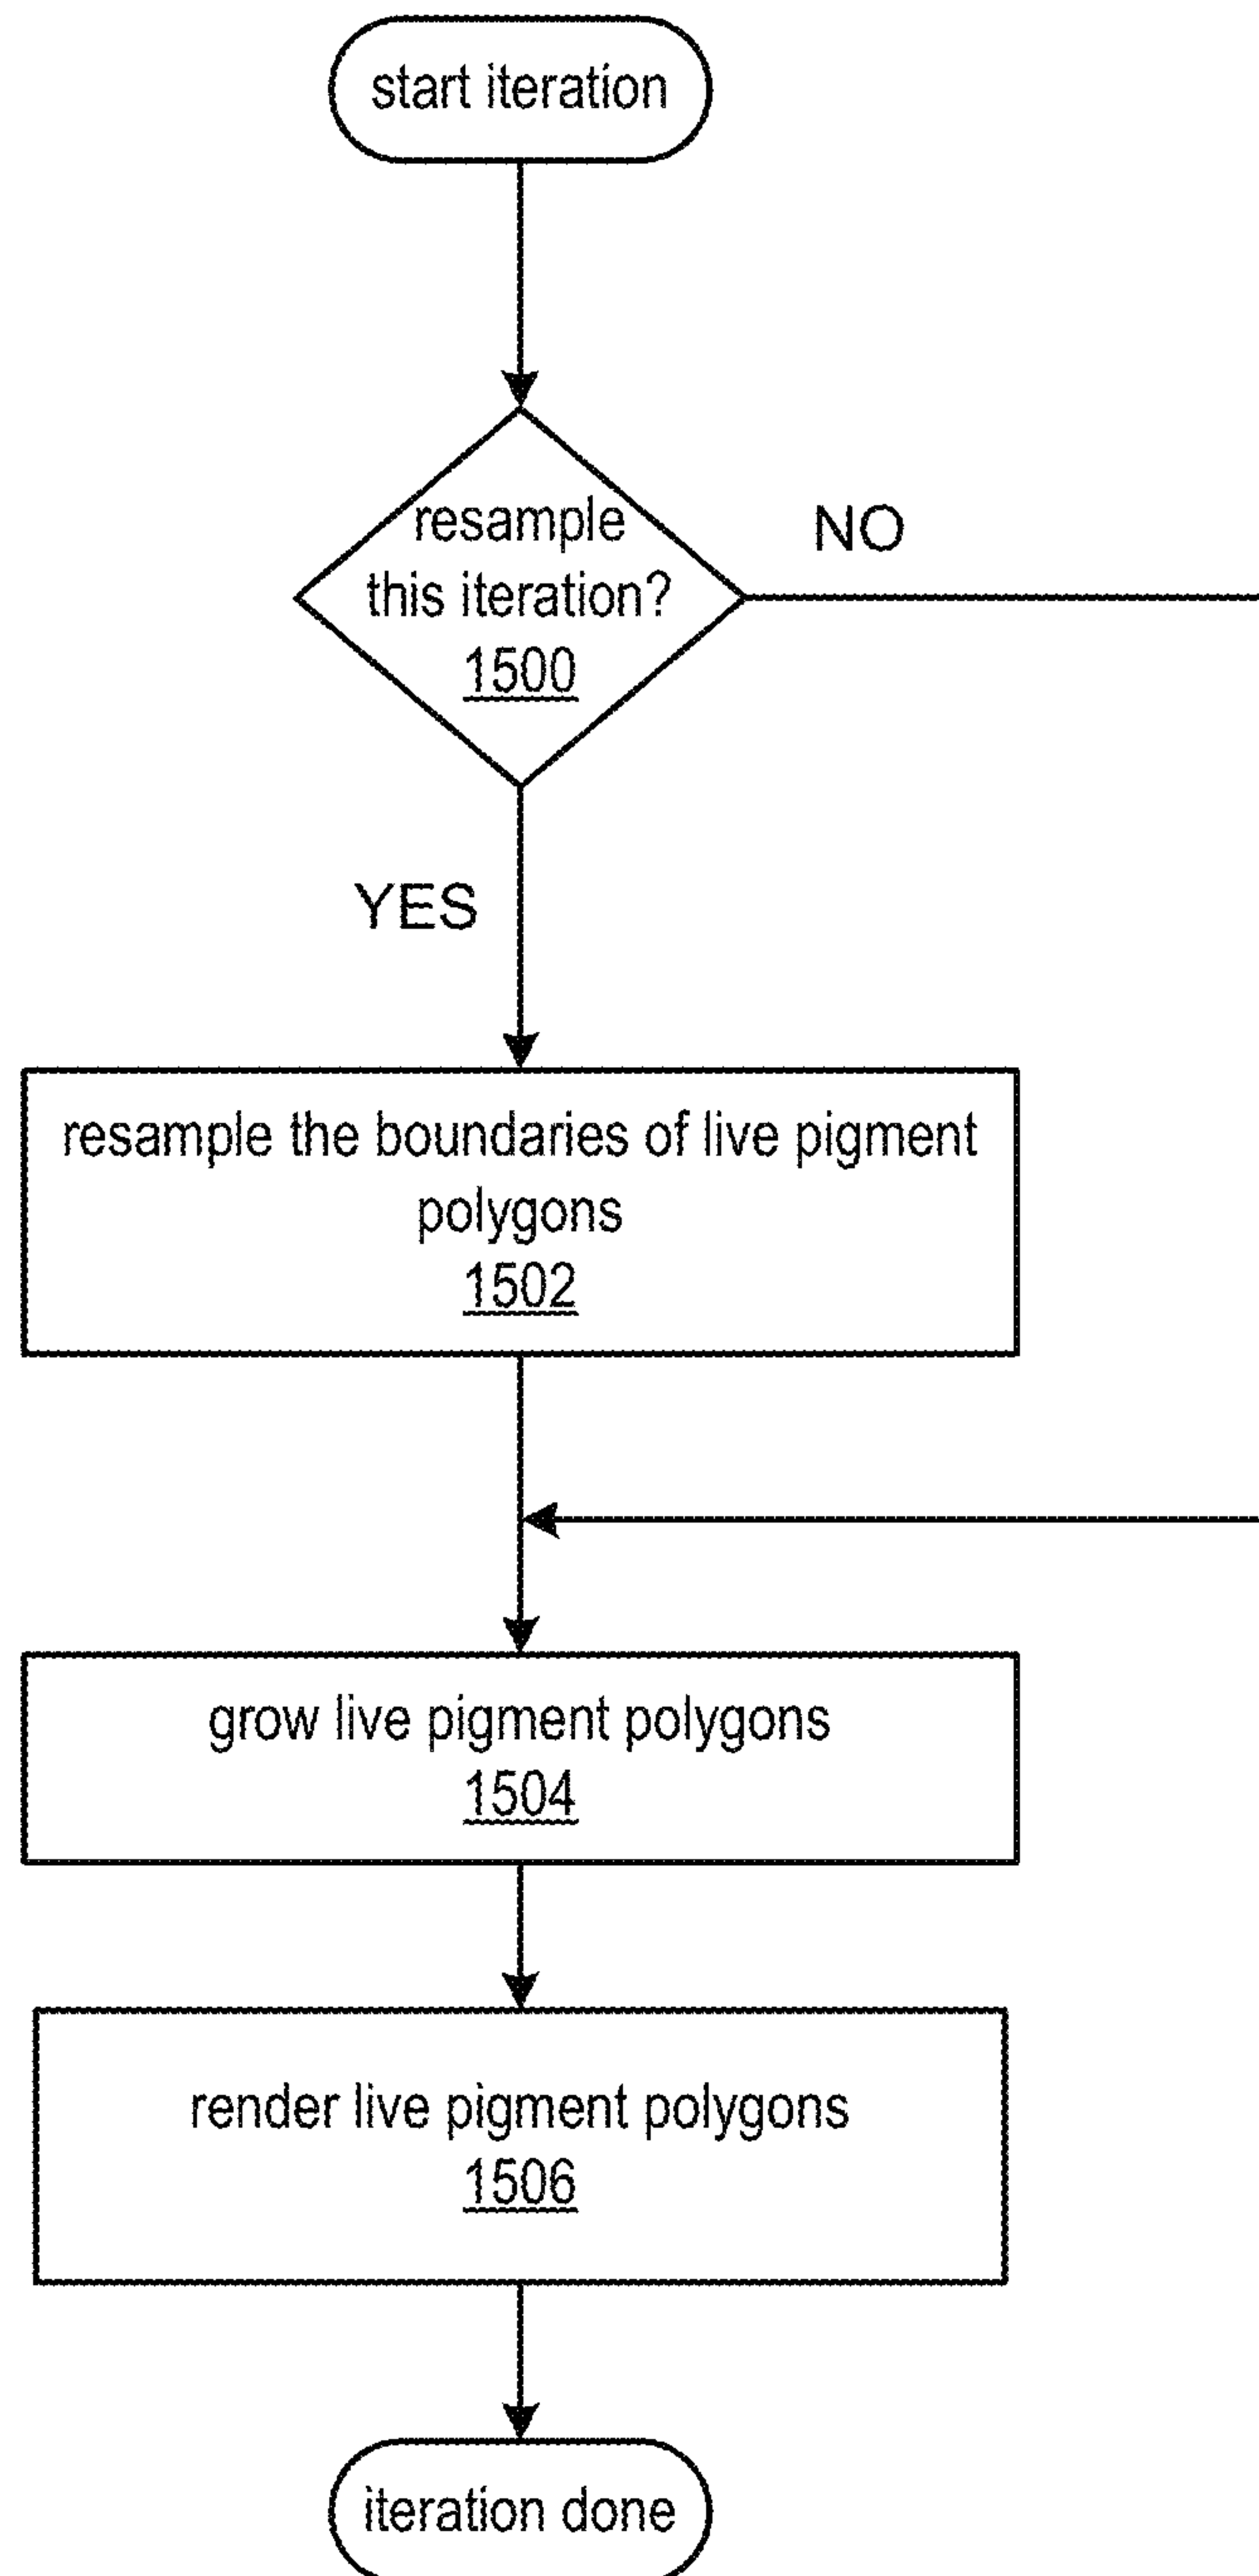 start iteration
resample
this iteration?
1500
NO
YES
resample the boundaries of live pigment
polygons
1502
grow live pigment polygons
1504
render live pigment polygons
1506
iteration done